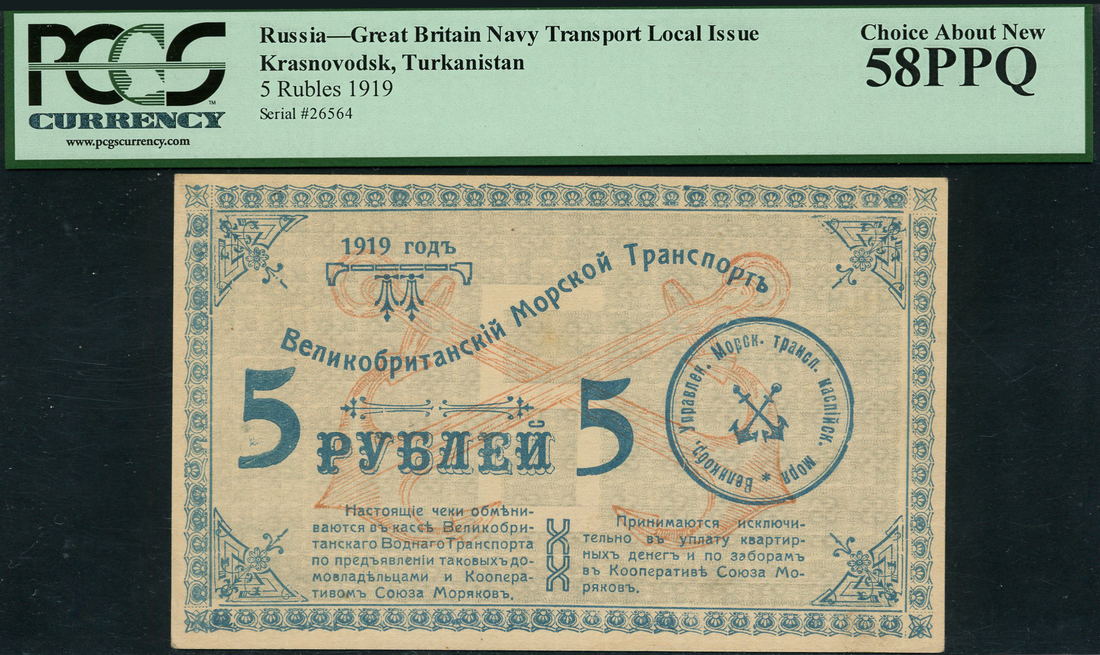 PCGS
CURRENCY
™
www.pcgscurrency.com
Russia—Great Britain Navy Transport Local Issue
Krasnovodsk, Turkanistan
5 Rubles 1919
Serial #26564
Choice About New
58PPQ
1919 годъ
Великобританскій Морской Транспортъ
5 РУБЛЕЙ 5
Великобр. Управлен. Морск. трансп. каспійск. моря *
Настоящіе чеки обмѣни-
ваются въ кассѣ Великобри-
танскаго Воднаго Транспорта
по предъявленіи таковыхъ до-
мовладѣльцами и Коопера-
тивомъ Союза Моряковъ.
Принимаются исключи-
тельно въ уплату квартир-
ныхъ денегъ и по заборамъ
въ Кооперативѣ Союза Мо-
ряковъ.